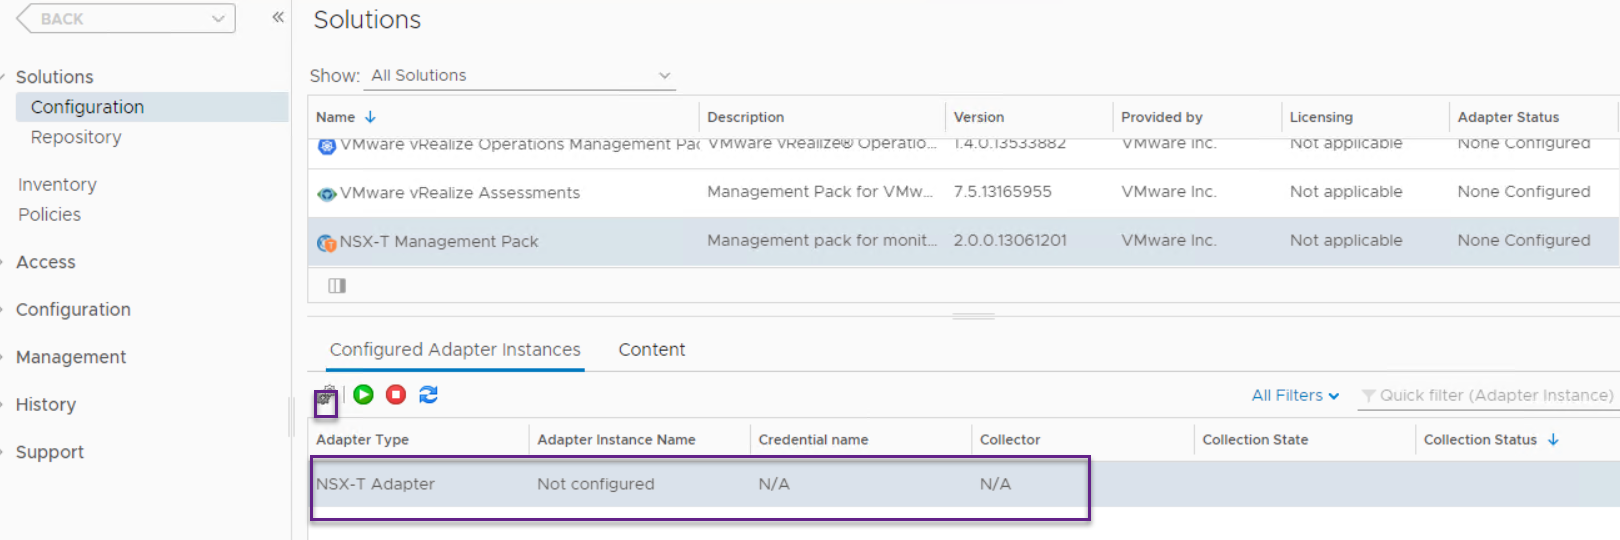 BACK
«
Solutions
Configuration
Repository
Inventory
Policies
Access
Configuration
Management
History
Support
Solutions
Show: All Solutions
Name Description Version Provided by Licensing Adapter Status
VMware vRealize Operations Management Pac VMware vRealize® Operatio... 1.4.0.13533882 VMware Inc. Not applicable None Configured
VMware vRealize Assessments Management Pack for VMw... 7.5.13165955 VMware Inc. Not applicable None Configured
NSX-T Management Pack Management pack for monit... 2.0.0.13061201 VMware Inc. Not applicable None Configured
Configured Adapter Instances Content
All Filters Quick filter (Adapter Instance)
Adapter Type Adapter Instance Name Credential name Collector Collection State Collection Status
NSX-T Adapter Not configured N/A N/A